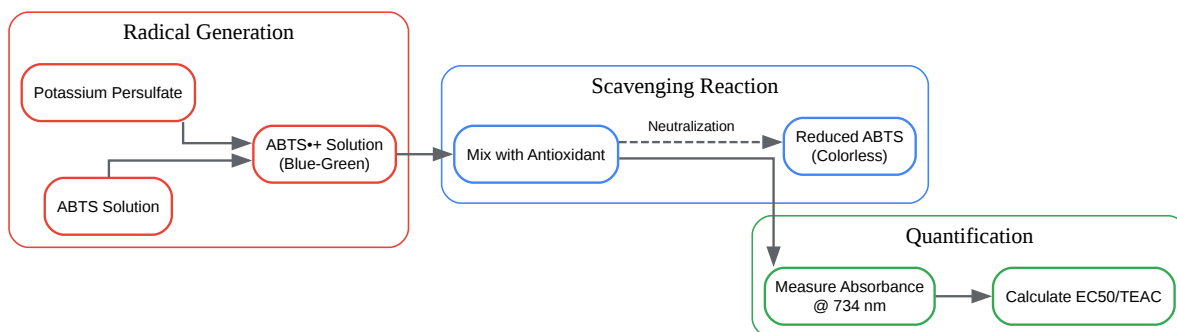 Radical Generation
Potassium Persulfate
ABTS•+ Solution
(Blue-Green)
ABTS Solution
Scavenging Reaction
Mix with Antioxidant
Neutralization
Reduced ABTS
(Colorless)
Quantification
Measure Absorbance
@ 734 nm
Calculate EC50/TEAC